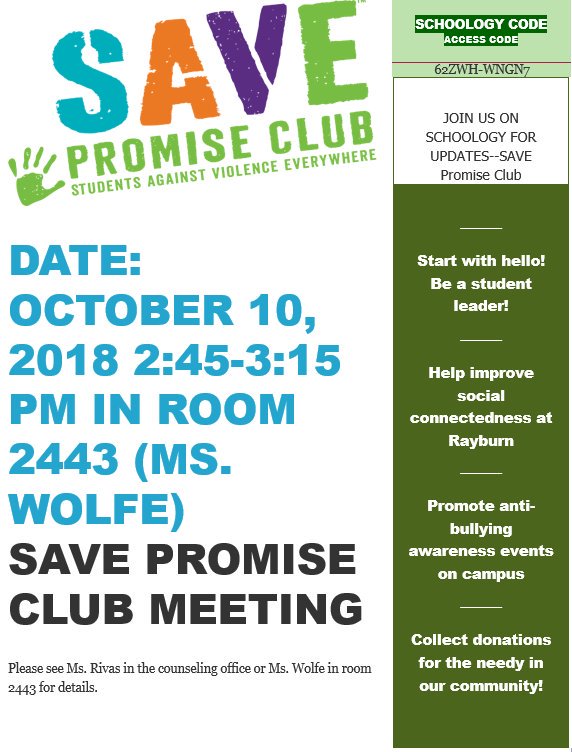 SAVE
™
PROMISE CLUB
STUDENTS AGAINST VIOLENCE EVERYWHERE
DATE:
OCTOBER 10,
2018 2:45-3:15
PM IN ROOM
2443 (MS.
WOLFE)
SAVE PROMISE
CLUB MEETING
Please see Ms. Rivas in the counseling office or Ms. Wolfe in room
2443 for details.
SCHOOLOGY CODE
ACCESS CODE
62ZWH-WNGN7
JOIN US ON
SCHOOLOGY FOR
UPDATES--SAVE
Promise Club
Start with hello!
Be a student
leader!
Help improve
social
connectedness at
Rayburn
Promote anti-
bullying
awareness events
on campus
Collect donations
for the needy in
our community!